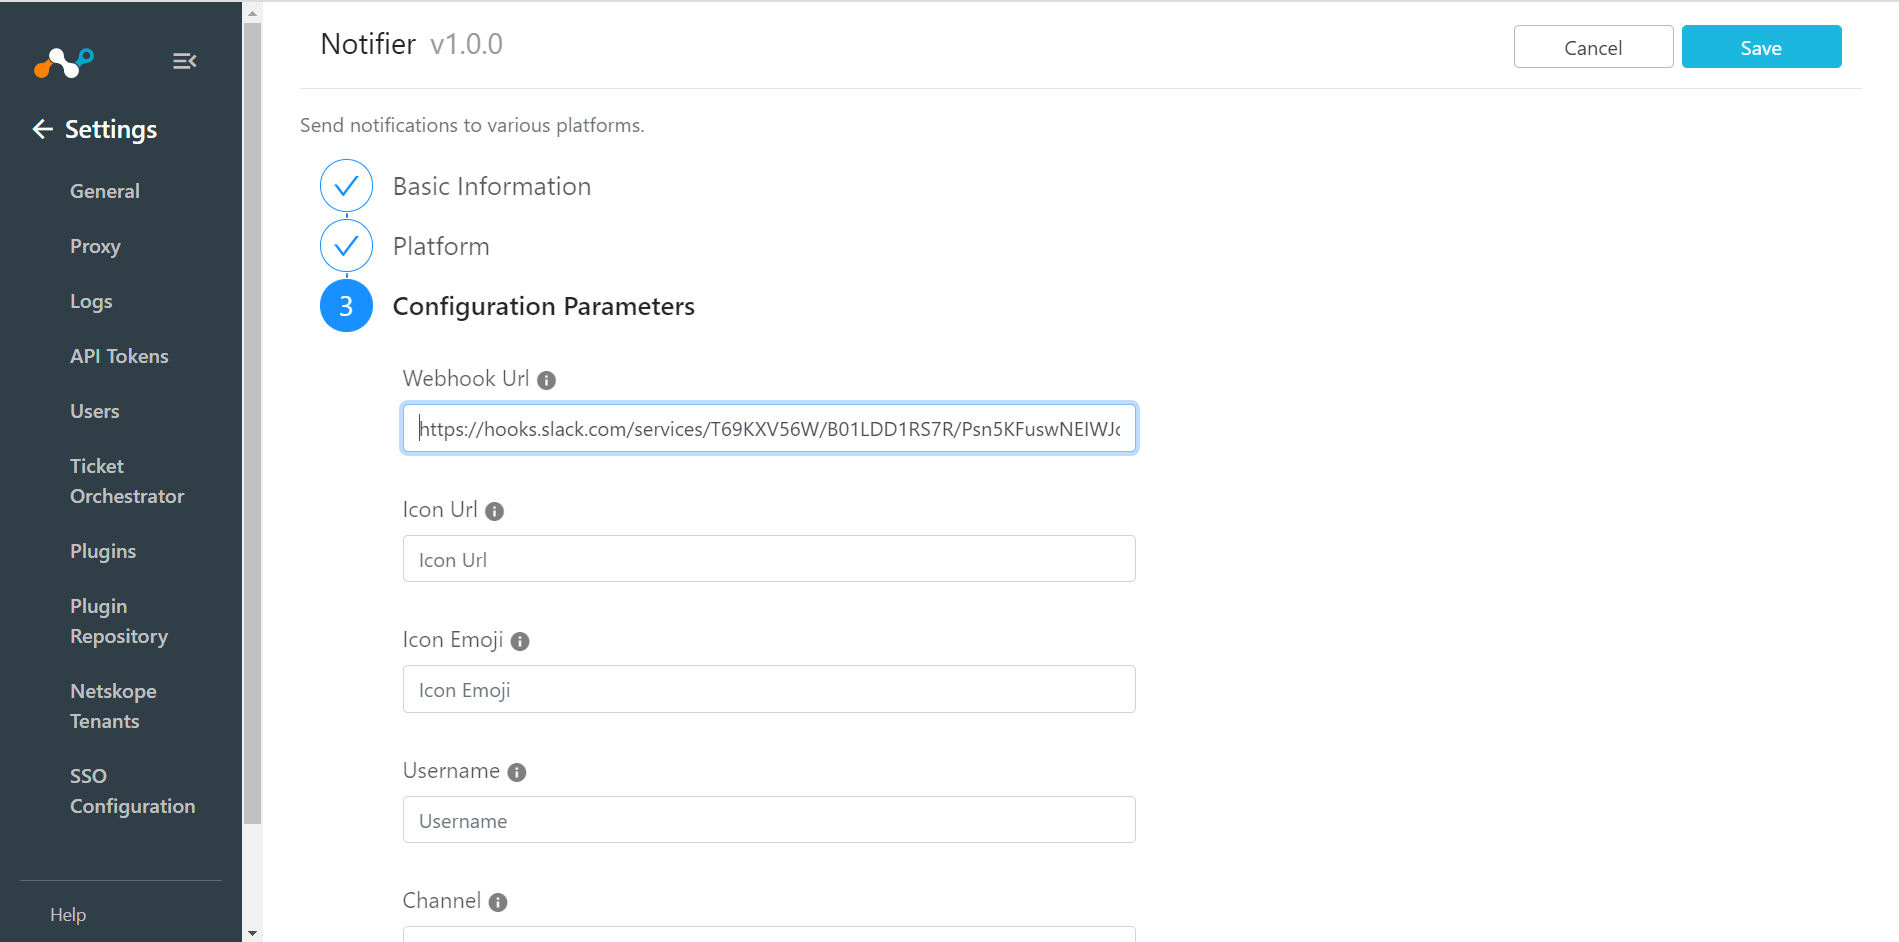 Notifier v1.0.0
Cancel
Save
Settings
General
Proxy
Logs
API Tokens
Users
Ticket
Orchestrator
Plugins
Plugin
Repository
Netskope
Tenants
SSO
Configuration
Help
Send notifications to various platforms.
Basic Information
Platform
3 Configuration Parameters
Webhook Url
https://hooks.slack.com/services/T69KXV56W/B01LDD1RS7R/Psn5KFuswNEIWJc
Icon Url
Icon Url
Icon Emoji
Icon Emoji
Username
Username
Channel